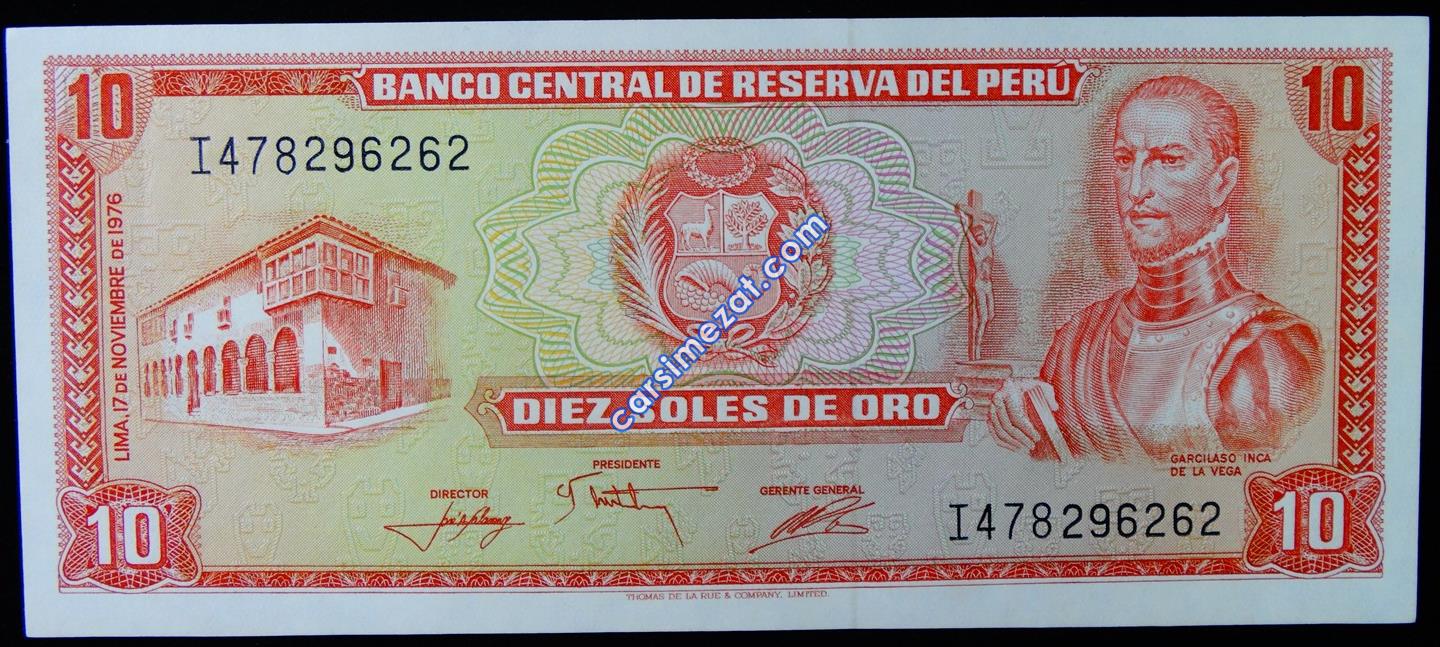 10
BANCO CENTRAL DE RESERVA DEL PERÚ
10
I478296262
LIMA, 17 DE NOVIEMBRE DE 1976
carsimezat.com
DIEZ SOLES DE ORO
GARCILASO INCA
DE LA VEGA
PRESIDENTE
DIRECTOR
GERENTE GENERAL
I478296262
10
10
THOMAS DE LA RUE & COMPANY, LIMITED.